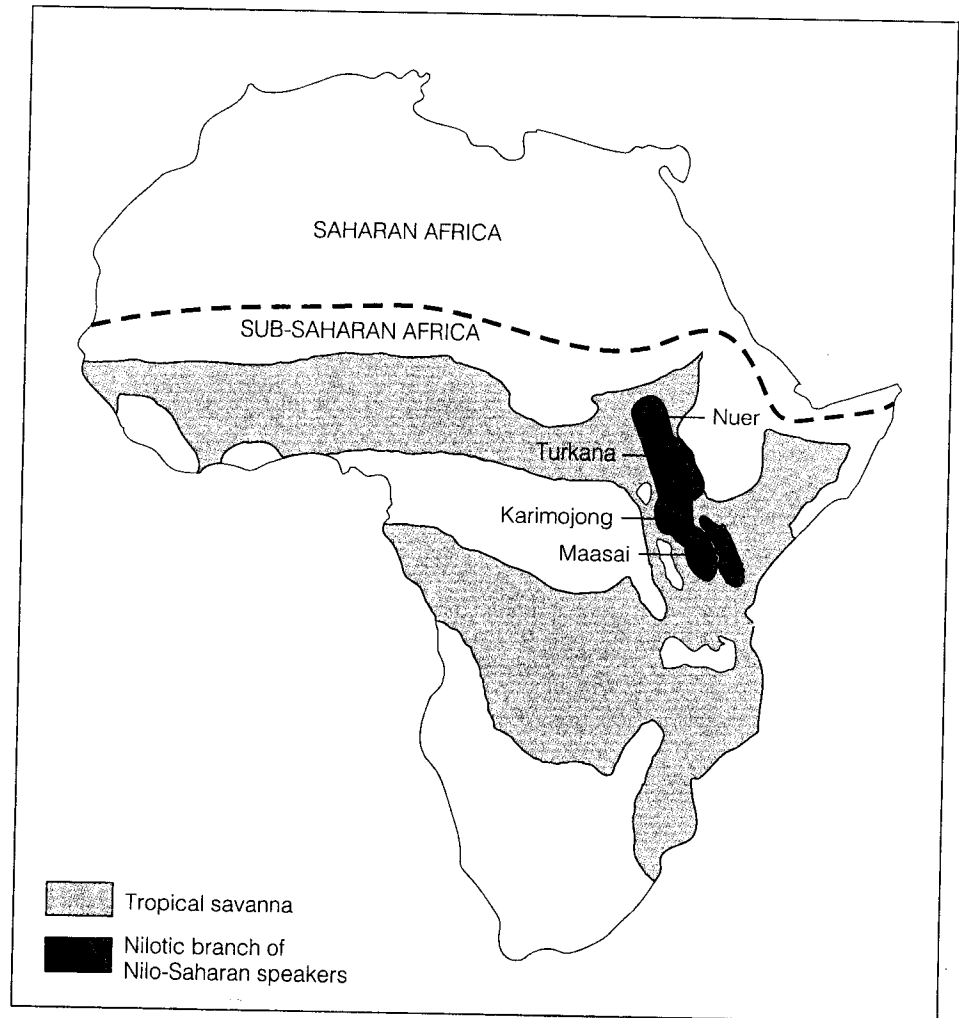 SAHARAN AFRICA
SUB-SAHARAN AFRICA
Nuer
Turkana
Karimojong
Maasai
Tropical savanna
Nilotic branch of
Nilo-Saharan speakers